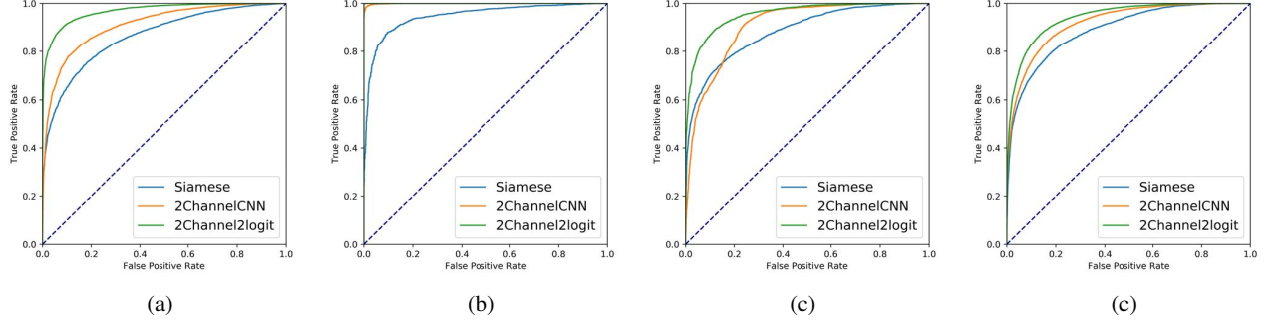 1.0
0.8
0.6
0.4
0.2
0.0
True Positive Rate
0.0 0.2 0.4 0.6 0.8 1.0
False Positive Rate
Siamese
2ChannelCNN
2Channel2logit
(a)
1.0
0.8
0.6
0.4
0.2
0.0
True Positive Rate
0.0 0.2 0.4 0.6 0.8 1.0
False Positive Rate
Siamese
2ChannelCNN
2Channel2logit
(b)
1.0
0.8
0.6
0.4
0.2
0.0
True Positive Rate
0.0 0.2 0.4 0.6 0.8 1.0
False Positive Rate
Siamese
2ChannelCNN
2Channel2logit
(c)
1.0
0.8
0.6
0.4
0.2
0.0
True Positive Rate
0.0 0.2 0.4 0.6 0.8 1.0
False Positive Rate
Siamese
2ChannelCNN
2Channel2logit
(c)